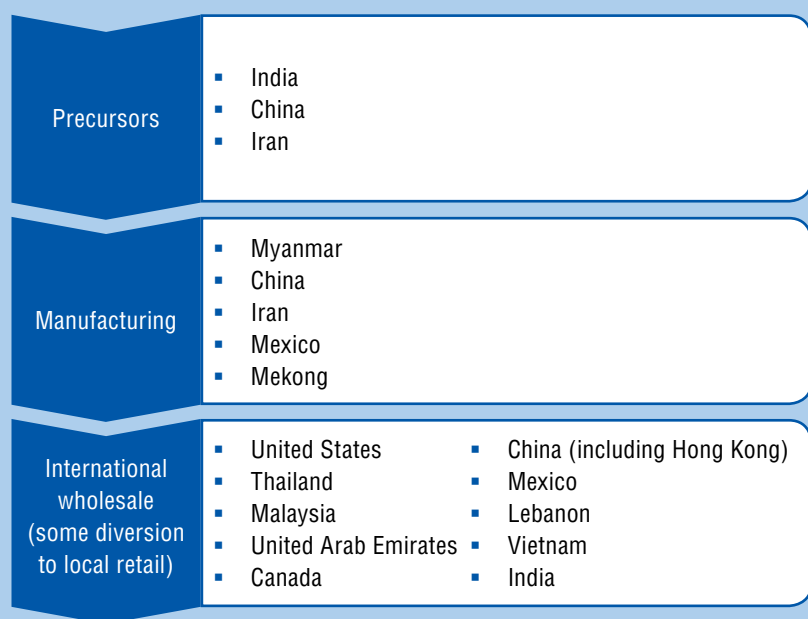 Precursors
▪ India
▪ China
▪ Iran
Manufacturing
▪ Myanmar
▪ China
▪ Iran
▪ Mexico
▪ Mekong
International
wholesale
(some diversion
to local retail)
▪ United States
▪ Thailand
▪ Malaysia
▪ United Arab Emirates
▪ Canada
▪ China (including Hong Kong)
▪ Mexico
▪ Lebanon
▪ Vietnam
▪ India